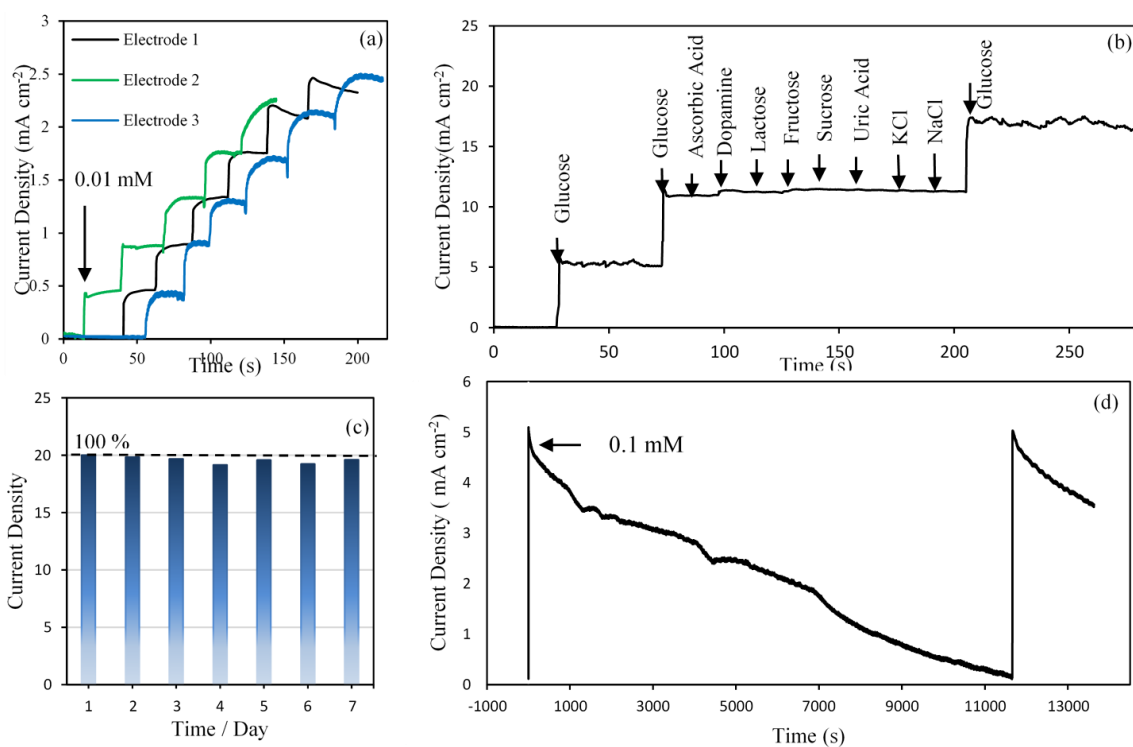 (a)
Current Density (mA cm⁻²)
3
2.5
2
1.5
1
0.5
0
Electrode 1
Electrode 2
Electrode 3
0.01 mM
0 50 100 150 200
Time (s)
(b)
Current Density(mA cm⁻²)
25
20
15
10
5
0
Glucose
Glucose
Ascorbic Acid
Dopamine
Lactose
Fructose
Sucrose
Uric Acid
KCl
NaCl
Glucose
0 50 100 150 200 250
Time (s)
(c)
Current Density
25
20
15
10
5
0
100 %
1 2 3 4 5 6 7
Time / Day
(d)
Current Density ( mA cm⁻²)
6
5
4
3
2
1
0
0.1 mM
-1000 1000 3000 5000 7000 9000 11000 13000
Time (s)